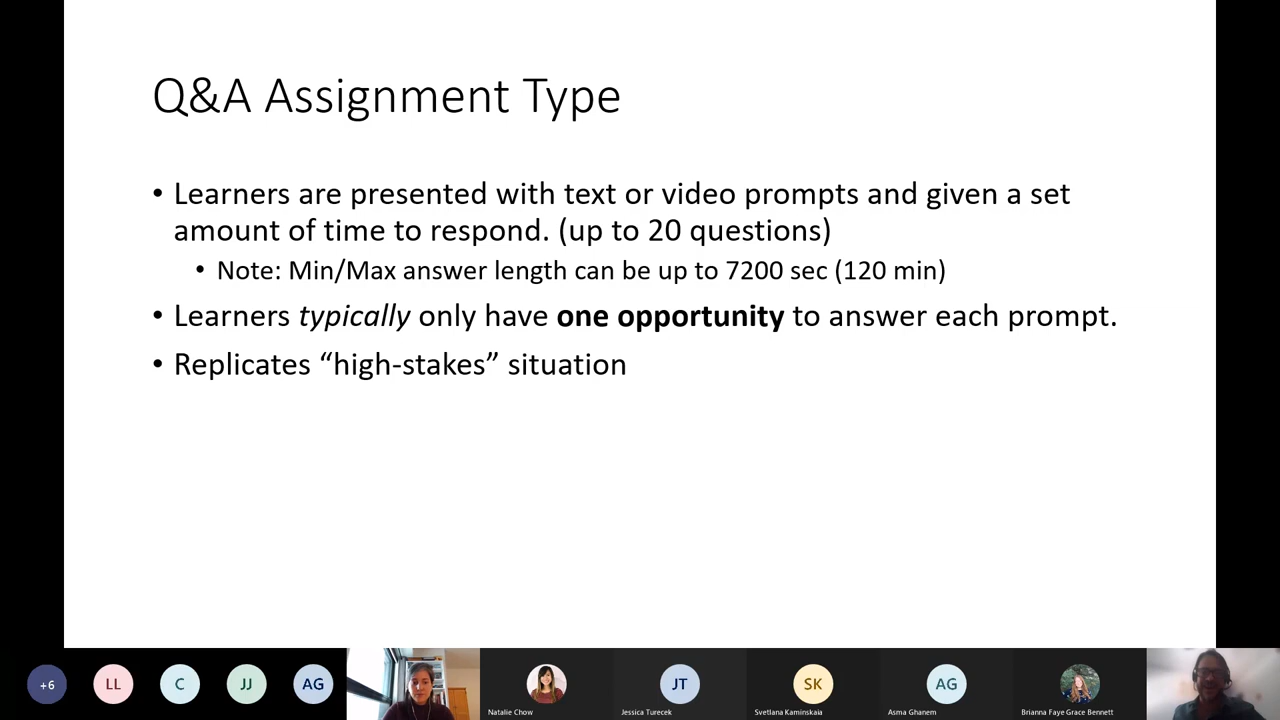 Q&A Assignment Type
• Learners are presented with text or video prompts and given a set
amount of time to respond. (up to 20 questions)
• Note: Min/Max answer length can be up to 7200 sec (120 min)
• Learners typically only have one opportunity to answer each prompt.
• Replicates “high-stakes” situation
+6
LL
C
JJ
AG
JT
SK
AG
Natalie Chow
Jessica Turecek
Svetlana Kaminskaia
Asma Ghanem
Brianna Faye Grace Bennett